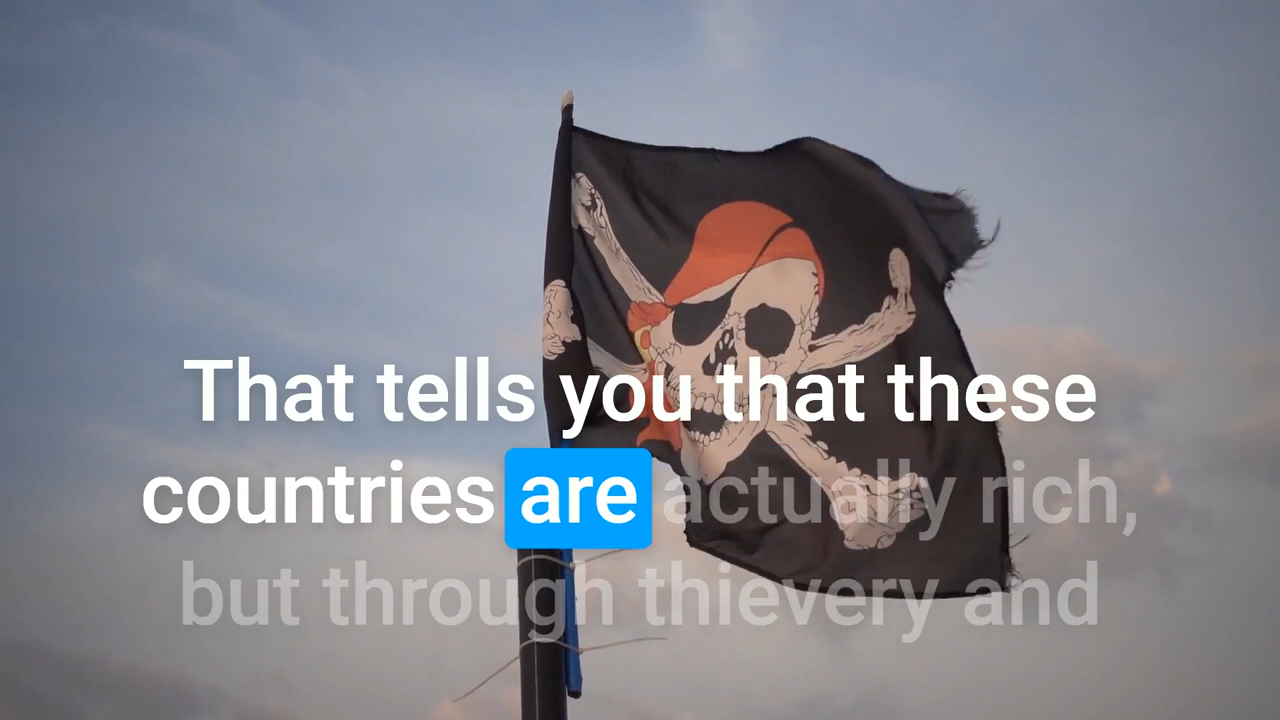 That tells you that these
countries are actually rich,
but through thievery and